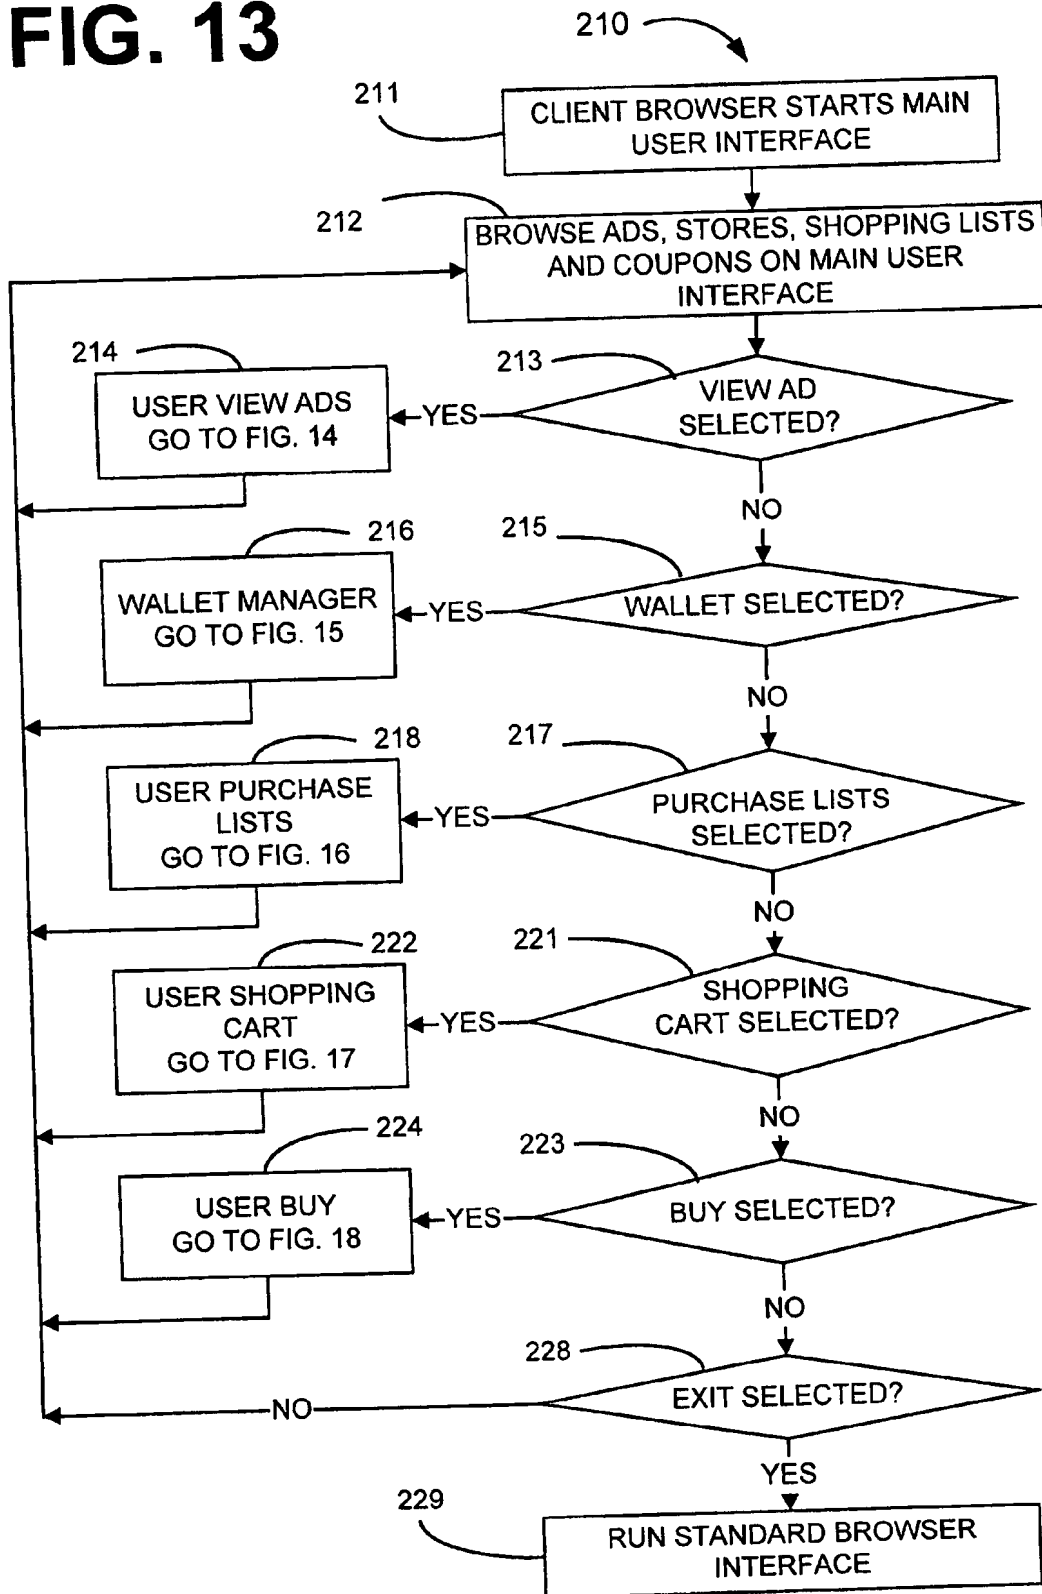 FIG. 13
210
211
CLIENT BROWSER STARTS MAIN
USER INTERFACE
212
BROWSE ADS, STORES, SHOPPING LISTS
AND COUPONS ON MAIN USER
INTERFACE
214
213
USER VIEW ADS
GO TO FIG. 14
YES
VIEW AD
SELECTED?
NO
216
215
WALLET MANAGER
GO TO FIG. 15
YES
WALLET SELECTED?
NO
218
217
USER PURCHASE
LISTS
GO TO FIG. 16
YES
PURCHASE LISTS
SELECTED?
NO
222
221
USER SHOPPING
CART
GO TO FIG. 17
YES
SHOPPING
CART SELECTED?
NO
224
223
USER BUY
GO TO FIG. 18
YES
BUY SELECTED?
NO
228
EXIT SELECTED?
NO
YES
229
RUN STANDARD BROWSER
INTERFACE